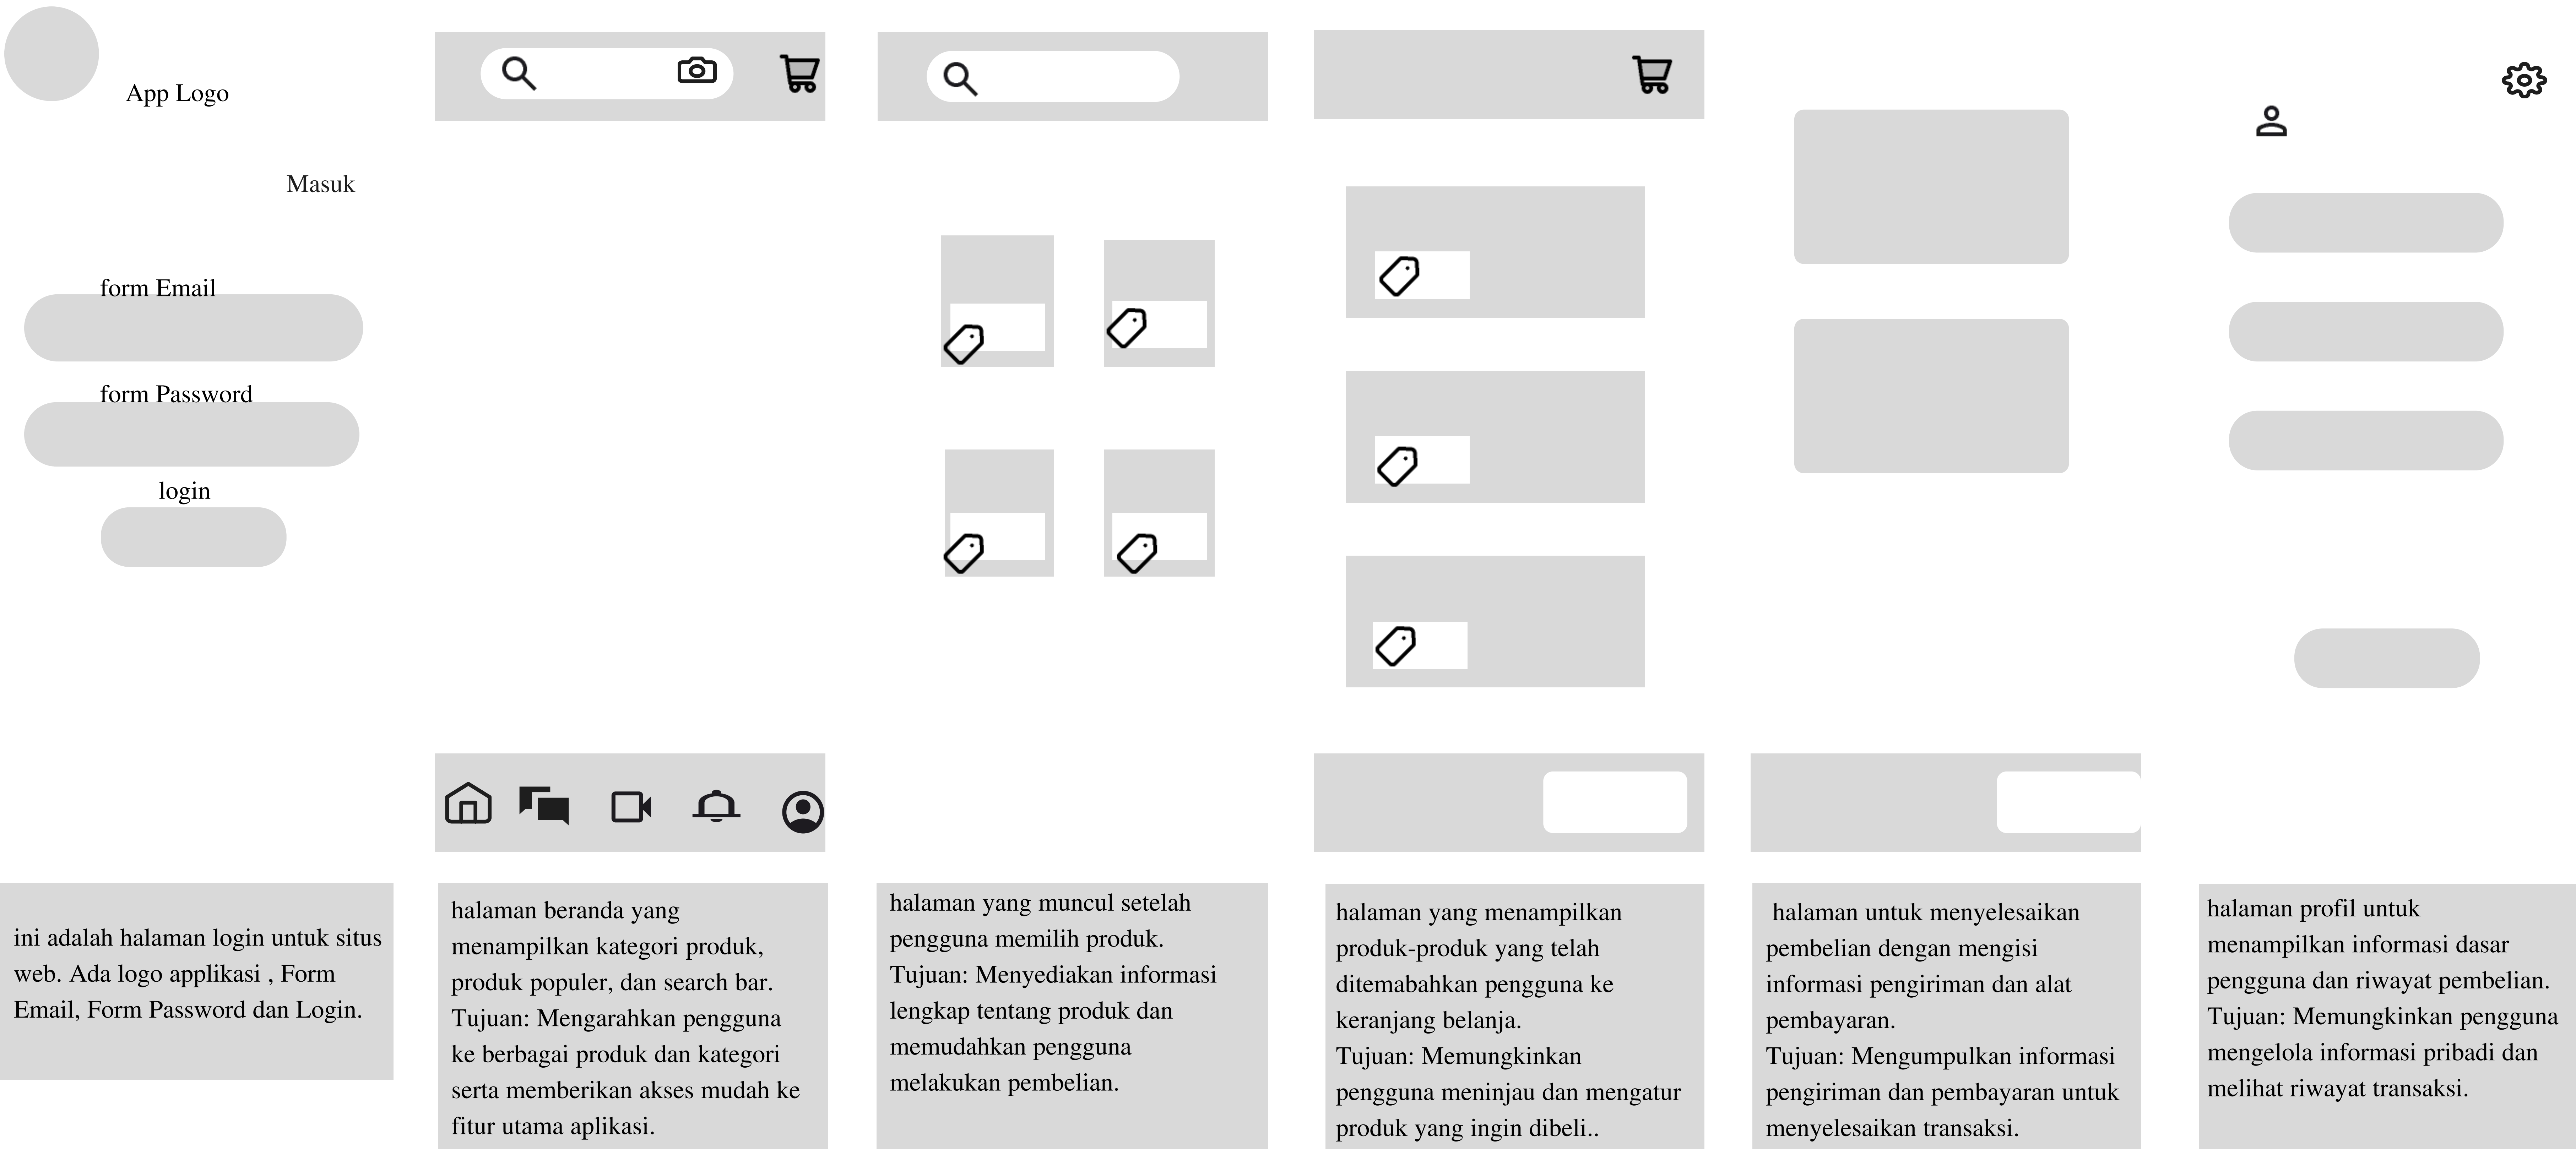 App Logo
Masuk
form Email
form Password
login
ini adalah halaman login untuk situs
web. Ada logo applikasi , Form
Email, Form Password dan Login.
halaman beranda yang
menampilkan kategori produk,
produk populer, dan search bar.
Tujuan: Mengarahkan pengguna
ke berbagai produk dan kategori
serta memberikan akses mudah ke
fitur utama aplikasi.
halaman yang muncul setelah
pengguna memilih produk.
Tujuan: Menyediakan informasi
lengkap tentang produk dan
memudahkan pengguna
melakukan pembelian.
halaman yang menampilkan
produk-produk yang telah
ditemabahkan pengguna ke
keranjang belanja.
Tujuan: Memungkinkan
pengguna meninjau dan mengatur
produk yang ingin dibeli..
halaman untuk menyelesaikan
pembelian dengan mengisi
informasi pengiriman dan alat
pembayaran.
Tujuan: Mengumpulkan informasi
pengiriman dan pembayaran untuk
menyelesaikan transaksi.
halaman profil untuk
menampilkan informasi dasar
pengguna dan riwayat pembelian.
Tujuan: Memungkinkan pengguna
mengelola informasi pribadi dan
melihat riwayat transaksi.